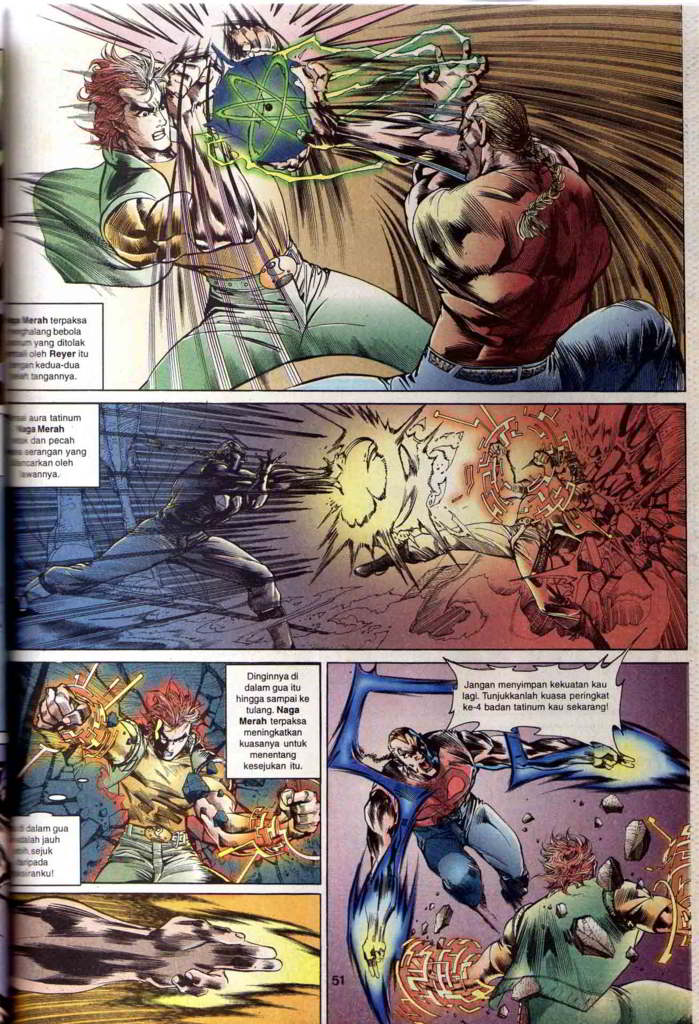 Merah terpaksa
menghalang bebola
yang ditolak
oleh Reyer itu
dengan kedua-dua
tangannya.
aura tatinum
Naga Merah
dan pecah
serangan yang
oleh
lawannya.
Dinginnya di
dalam gua itu
hingga sampai ke
tulang. Naga
Merah terpaksa
meningkatkan
kuasanya untuk
menentang
kesejukan itu.
Jangan menyimpan kekuatan kau
lagi. Tunjukkanlah kuasa peringkat
ke-4 badan tatinum kau sekarang!
di dalam gua
adalah jauh
sejuk
daripada
51